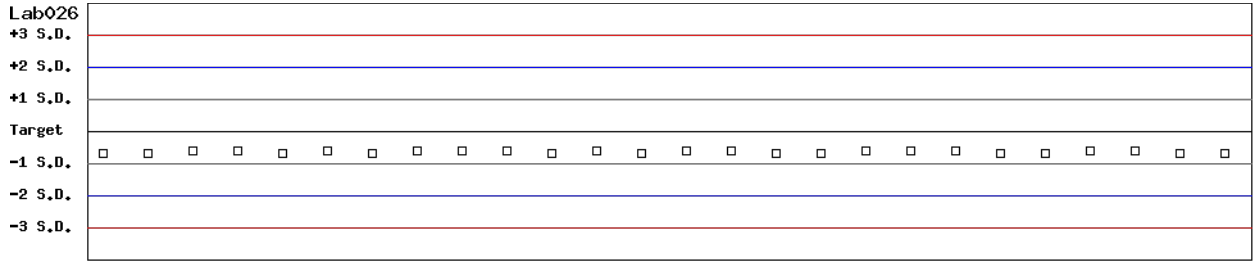 Lab026
+3 S.D.
+2 S.D.
+1 S.D.
Target
-1 S.D.
-2 S.D.
-3 S.D.